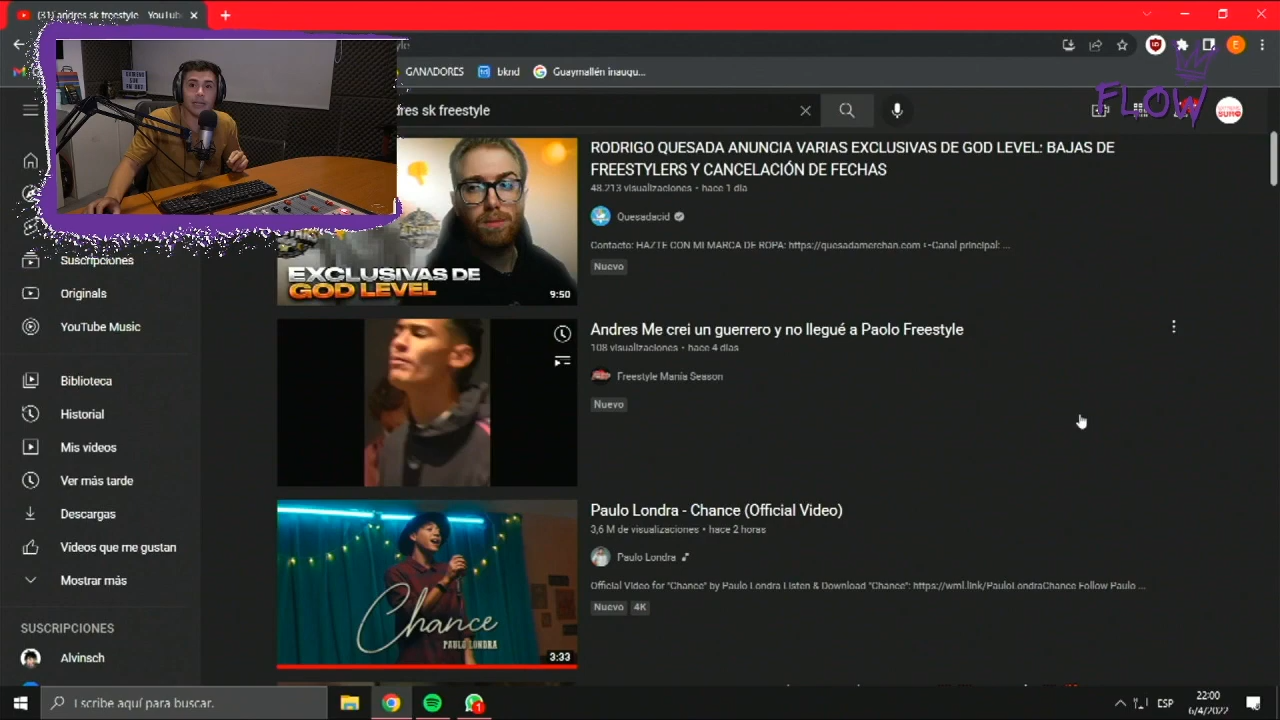 (31) andres sk freestyle - YouTube
GANADORES
bknd
Guaymallén inaugu...
dres sk freestyle
FLOW
RODRIGO QUESADA ANUNCIA VARIAS EXCLUSIVAS DE GOD LEVEL: BAJAS DE
FREESTYLERS Y CANCELACIÓN DE FECHAS
48.213 visualizaciones • hace 1 día
Quesadacid
Contacto: HAZTE CON MI MARCA DE ROPA: https://quesadamerchan.com
Canal principal: ...
Nuevo
EXCLUSIVAS DE
GOD LEVEL
9:50
Suscripciones
Originals
YouTube Music
Andres Me crei un guerrero y no llegué a Paolo Freestyle
108 visualizaciones • hace 4 días
Freestyle Manía Season
Nuevo
Biblioteca
Historial
Mis vídeos
Ver más tarde
Descargas
Vídeos que me gustan
Mostrar más
Paulo Londra - Chance (Official Video)
3,6 M de visualizaciones • hace 2 horas
Paulo Londra
Official Video for "Chance" by Paulo Londra Listen & Download "Chance": https://wml.link/PauloLondraChance Follow Paulo ...
Nuevo
4K
Chance
PAULO LONDRA
3:33
SUSCRIPCIONES
Alvinsch
Escribe aquí para buscar.
1
ESP
22:00
6/4/2022